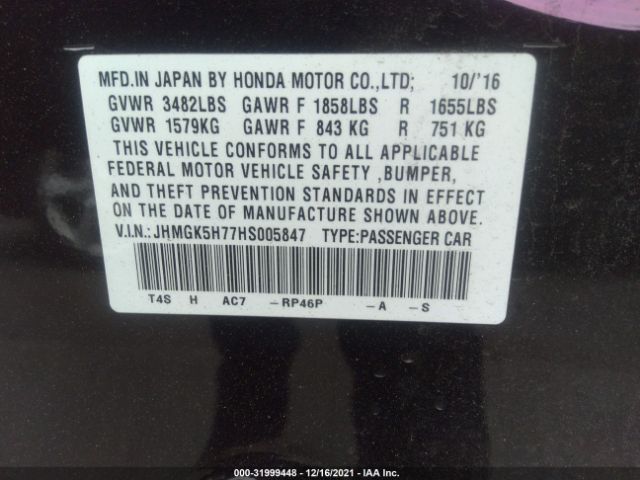 MFD.IN JAPAN BY HONDA MOTOR CO.,LTD; 10/'16
GVWR 3482LBS GAWR F 1858LBS R 1655LBS
GVWR 1579KG GAWR F 843 KG R 751 KG
THIS VEHICLE CONFORMS TO ALL APPLICABLE
FEDERAL MOTOR VEHICLE SAFETY ,BUMPER,
AND THEFT PREVENTION STANDARDS IN EFFECT
ON THE DATE OF MANUFACTURE SHOWN ABOVE.
V.I.N.:JHMGK5H77HS005847 TYPE:PASSENGER CAR
T4S H AC7 -RP46P -A -S
000-31999448 - 12/16/2021 - IAA Inc.